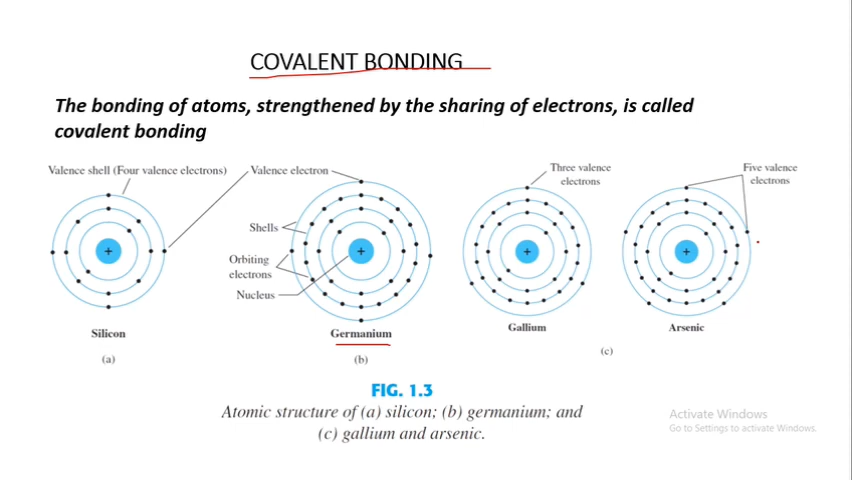 COVALENT BONDING
The bonding of atoms, strengthened by the sharing of electrons, is called
covalent bonding
Valence shell (Four valence electrons)
Valence electron
Three valence
electrons
Five valence
electrons
Shells
Orbiting
electrons
Nucleus
+
+
+
+
Silicon
Germanium
Gallium
Arsenic
(a)
(b)
(c)
FIG. 1.3
Atomic structure of (a) silicon; (b) germanium; and
(c) gallium and arsenic.
Activate Windows
Go to Settings to activate Windows.